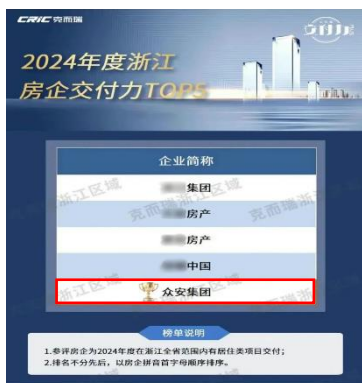 CRIC 克而瑞
2024年度浙江
房企交付力TOP5
企业简称
集团
房产
房产
中国
众安集团
榜单说明
1.参评房企为2024年度在浙江全省范围内有居住类项目交付；
2.排名不分先后，以房企拼音首字母顺序排序。